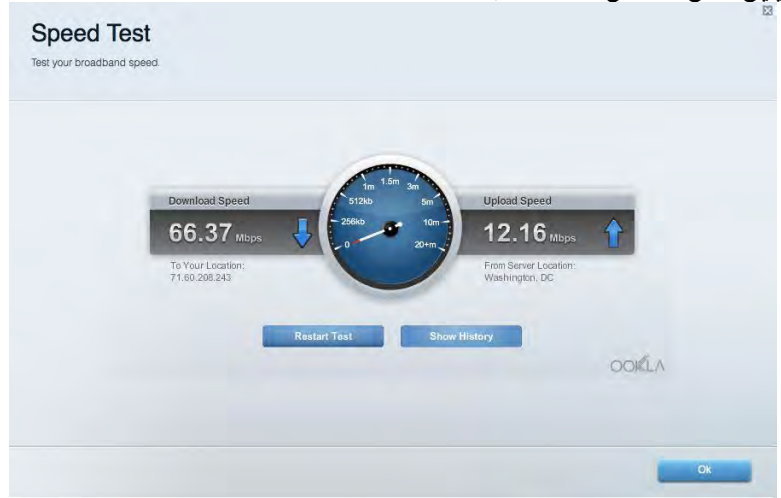 Speed Test
Test your broadband speed.
Download Speed
66.37 Mbps
To Your Location:
71.60.208.243
0
256kb
512kb
1m
1.5m
3m
5m
10m
20+m
Upload Speed
12.16 Mbps
From Server Location:
Washington, DC
Restart Test
Show History
OOKLA
Ok